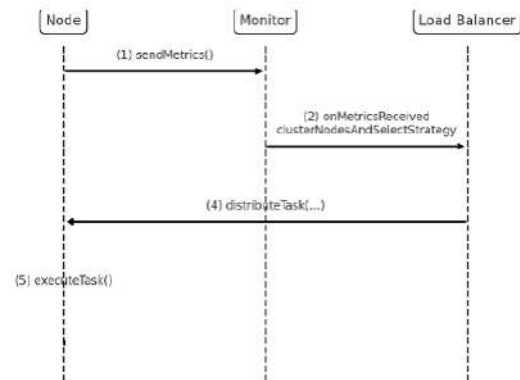 Node
Monitor
Load Balancer
(1) sendMetrics()
(2) onMetricsReceived
clusterNodesAndSelectStrategy
(4) distributeTask(...)
(5) executeTask()